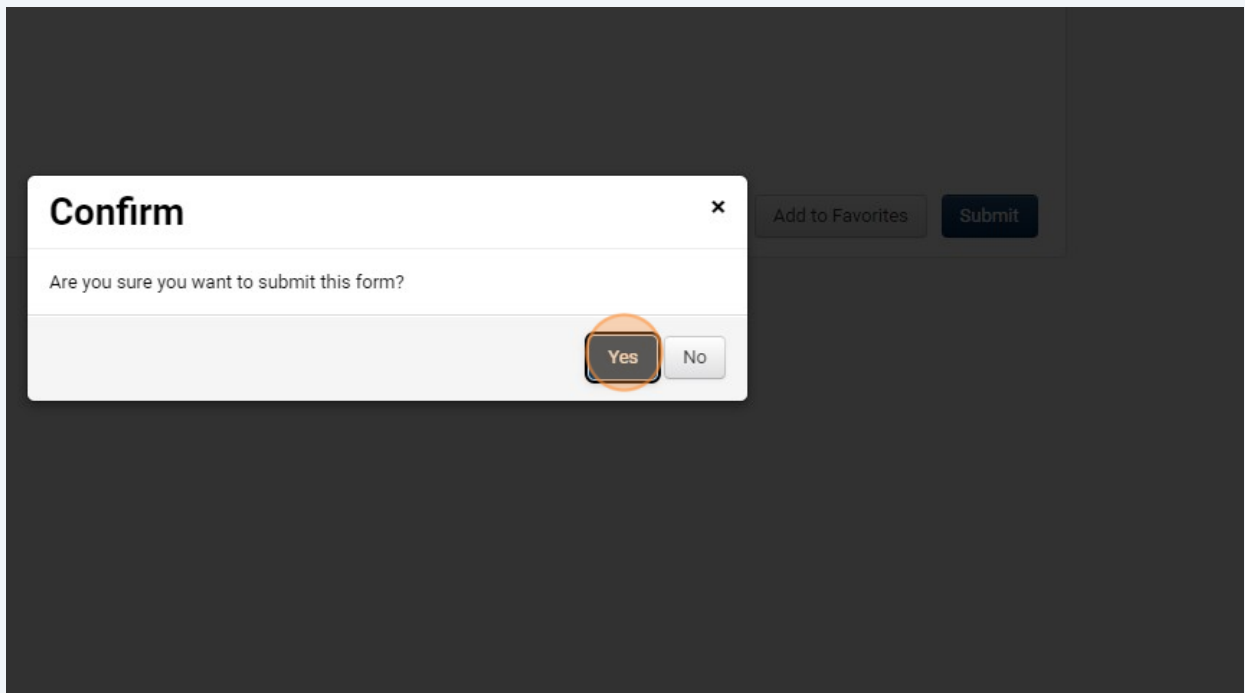 Confirm ×
Add to Favorites Submit
Are you sure you want to submit this form?
Yes No